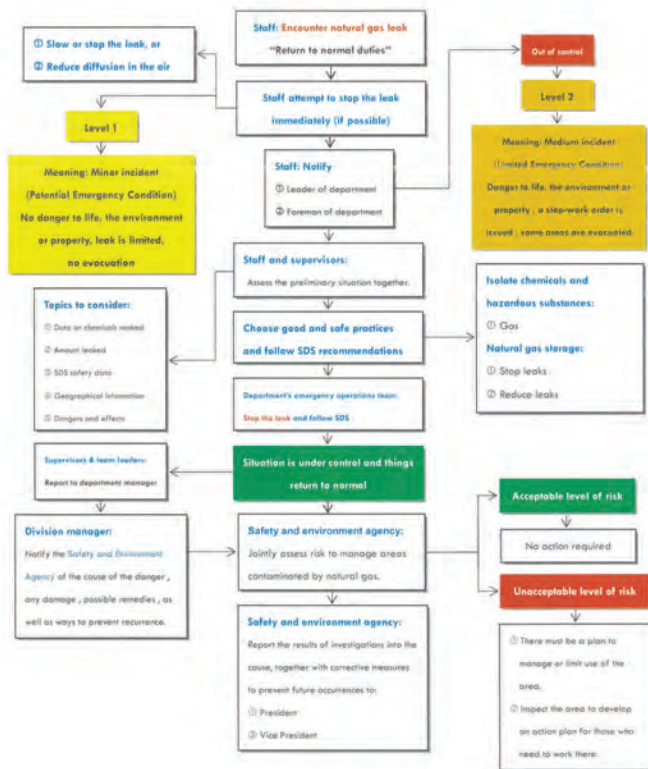 Staff: Encounter natural gas leak
"Return to normal duties"
① Slow or stop the leak, or
② Reduce diffusion in the air
Out of control
Staff attempt to stop the leak
immediately (if possible)
Level 1
Level 2
Meaning: Minor incident
(Potential Emergency Condition)
No danger to life, the environment
or property, leak is limited,
no evacuation
Staff: Notify
① Leader of department
② Foreman of department
Meaning: Medium incident
(Limited Emergency Condition)
Danger to life, the environment or
property , a stop-work order is
issued , some areas are evacuated.
Staff and supervisors:
Assess the preliminary situation together.
Topics to consider:
① Data on chemicals leaked
② Amount leaked
③ SDS safety data
④ Geographical information
⑤ Dangers and effects
Choose good and safe practices
and follow SDS recommendations
Isolate chemicals and
hazardous substances:
① Gas
Natural gas storage:
① Stop leaks
② Reduce leaks
Department's emergency operations team:
Stop the leak and follow SDS
Supervisors & team leaders:
Report to department manager
Situation is under control and things
return to normal
Acceptable level of risk
No action required
Division manager:
Notify the Safety and Environment
Agency of the cause of the danger ,
any damage , possible remedies , as
well as ways to prevent recurrence.
Safety and environment agency:
Jointly assess risk to manage areas
contaminated by natural gas.
Unacceptable level of risk
① There must be a plan to
manage or limit use of the
area.
② Inspect the area to develop
an action plan for those who
need to work there.
Safety and environment agency:
Report the results of investigations into the
cause, together with corrective measures
to prevent future occurrences to:
① President
② Vice President